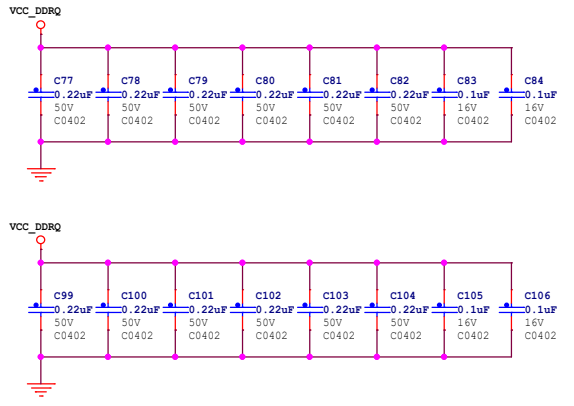 VCC_DDRQ
C77 C78 C79 C80 C81 C82 C83 C84
0.22uF 0.22uF 0.22uF 0.22uF 0.22uF 0.22uF 0.1uF 0.1uF
50V 50V 50V 50V 50V 50V 16V 16V
C0402 C0402 C0402 C0402 C0402 C0402 C0402 C0402
VCC_DDRQ
C99 C100 C101 C102 C103 C104 C105 C106
0.22uF 0.22uF 0.22uF 0.22uF 0.22uF 0.22uF 0.1uF 0.1uF
50V 50V 50V 50V 50V 50V 16V 16V
C0402 C0402 C0402 C0402 C0402 C0402 C0402 C0402